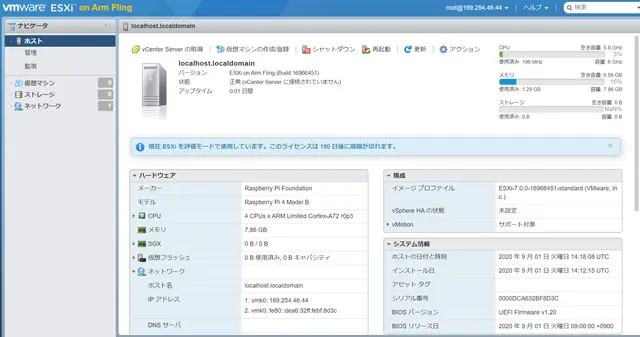 vmware ESXi on Arm Fling
root@169.254.46.44
ヘルプ
検索
ナビゲータ
localhost.localdomain
ホスト
管理
監視
仮想マシン 0
ストレージ 0
ネットワーク 1
vCenter Server の取得
仮想マシンの作成/登録
シャットダウン
再起動
更新
アクション
localhost.localdomain
バージョン ESXi on Arm Fling (Build 16966451)
状態 正常 (vCenter Server に接続されていません)
アップタイム 0.01 日間
CPU 空き容量: 5.8 GHz
3%
使用済み: 196 MHz 容量: 6 GHz
メモリ 空き容量: 6.56 GB
16%
使用済み: 1.29 GB 容量: 7.86 GB
ストレージ 空き容量: 0 B
NaN%
使用済み: 0 B 容量: 0 B
現在 ESXi を評価モードで使用しています。このライセンスは 180 日後に期限が切れます。
ハードウェア
メーカー Raspberry Pi Foundation
モデル Raspberry Pi 4 Model B
CPU 4 CPUs x ARM Limited Cortex-A72 r0p3
メモリ 7.86 GB
SGX 0 B / 0 B
仮想フラッシュ 0 B 使用済み, 0 B キャパシティ
ネットワーク
ホスト名 localhost.localdomain
IP アドレス 1. vmk0: 169.254.46.44
2. vmk0: fe80::dea6:32ff:febf:8d3c
DNS サーバ
構成
イメージ プロファイル ESXi-7.0.0-16966451-standard (VMware, Inc.)
vSphere HA の状態 未設定
vMotion サポート対象
システム情報
ホストの日付と時刻 2020 年 9 月 01 日 火曜日 14:18:08 UTC
インストール日 2020 年 9 月 01 日 火曜日 14:12:15 UTC
アセット タグ
シリアル番号 0000DCA632BF8D3C
BIOS バージョン UEFI Firmware v1.20
BIOS リリース日 2020 年 9 月 01 日 火曜日 09:00:00 +0900